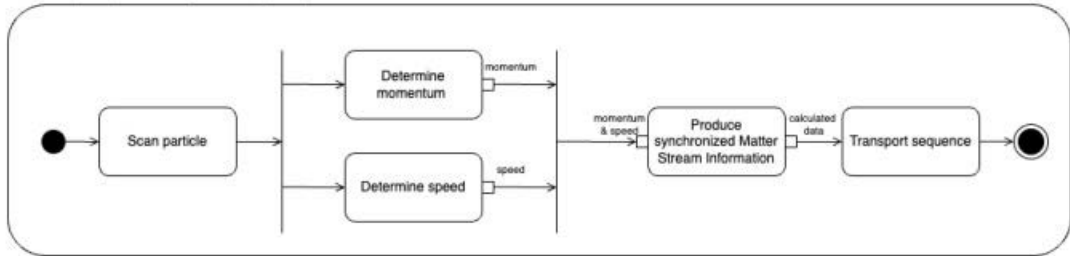 Scan particle
Determine
momentum
momentum
Determine speed
speed
momentum
& speed
Produce
synchronized Matter
Stream Information
calculated
data
Transport sequence